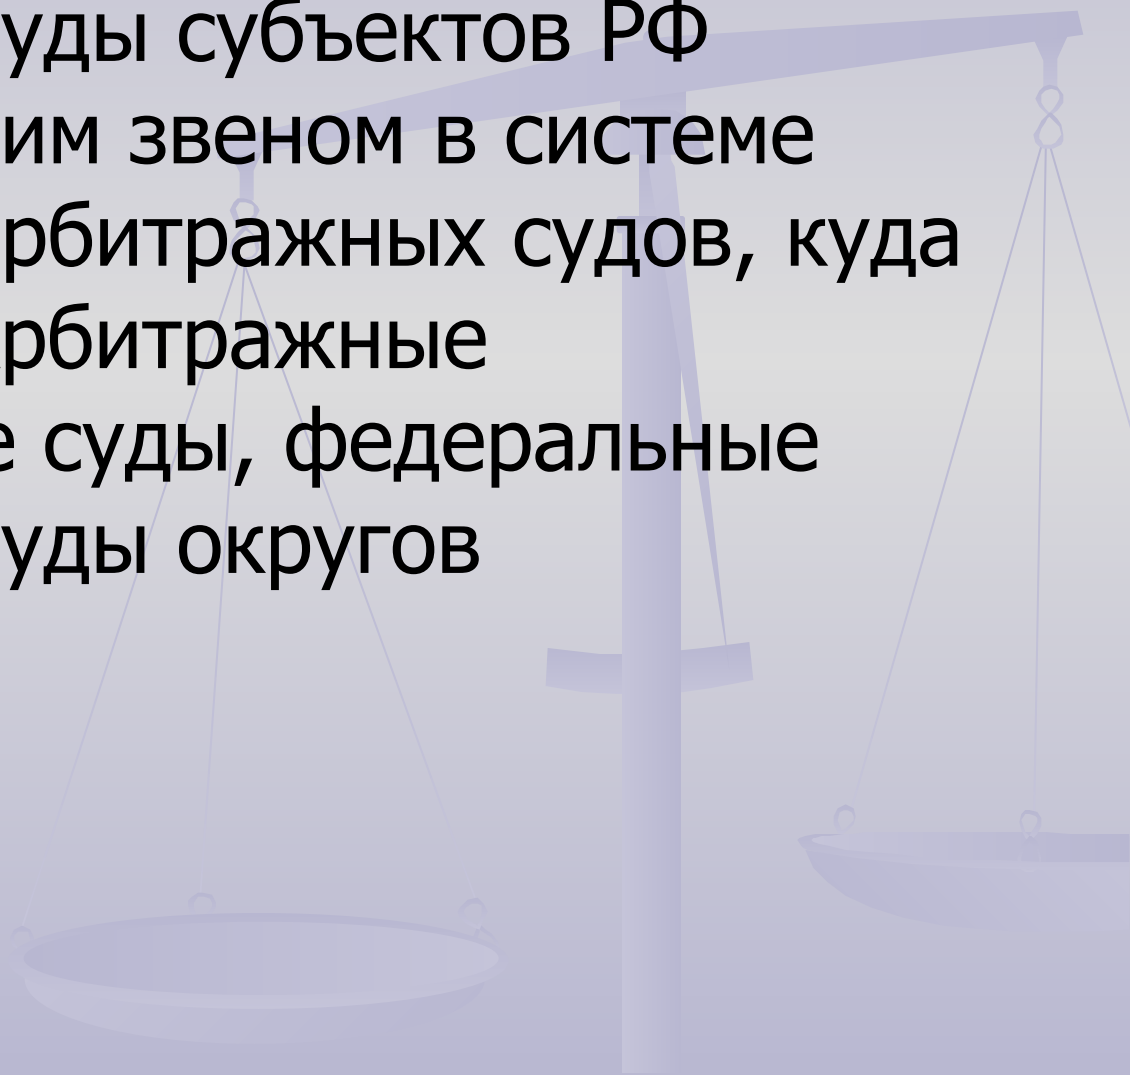 уды субъектов РФ
им звеном в системе
рбитражных судов, куда
рбитражные
е суды, федеральные
уды округов